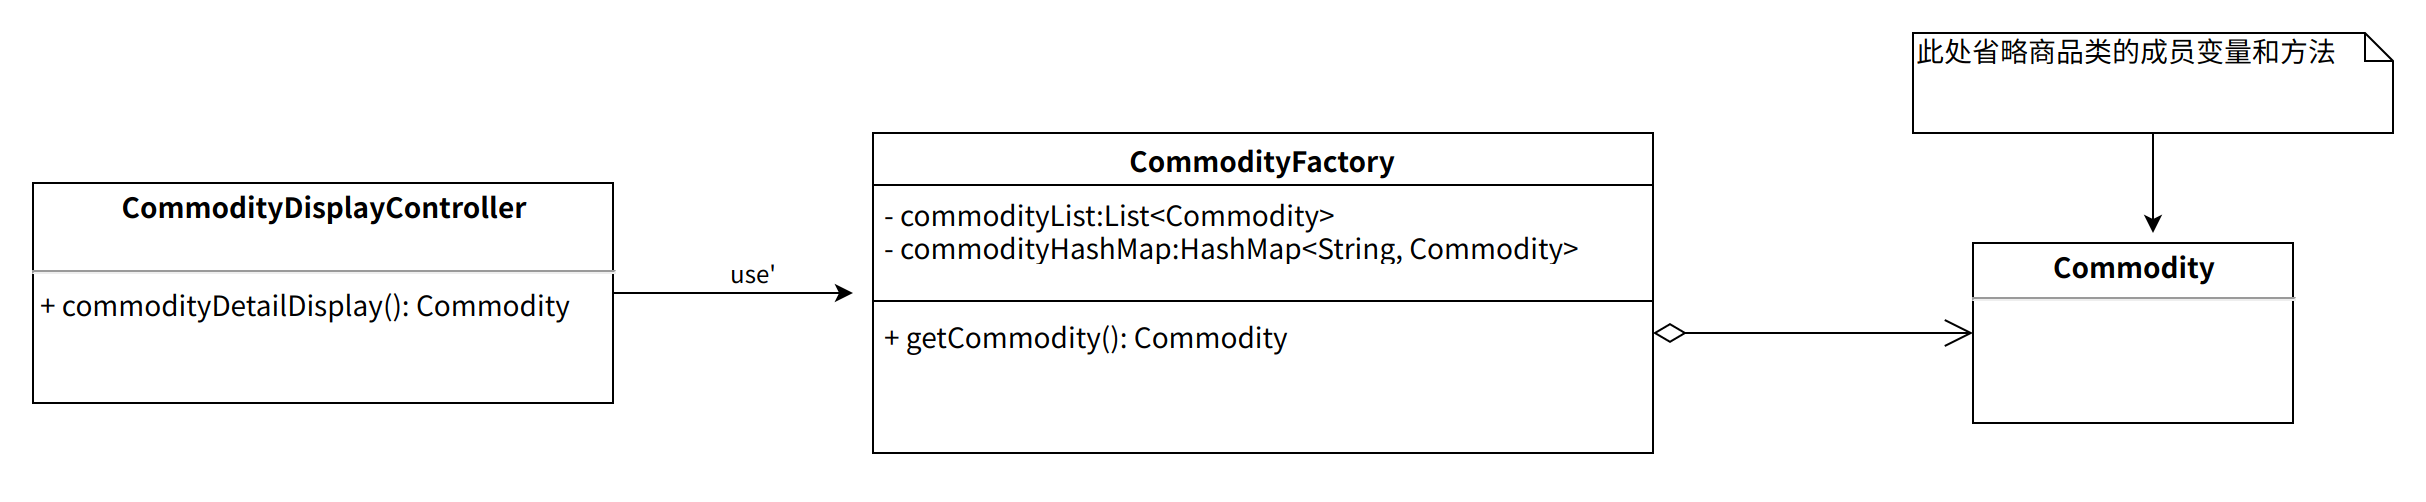 此处省略商品类的成员变量和方法
CommodityDisplayController
+ commodityDetailDisplay(): Commodity
use'
CommodityFactory
- commodityList:List<Commodity>
- commodityHashMap:HashMap<String, Commodity>
+ getCommodity(): Commodity
Commodity